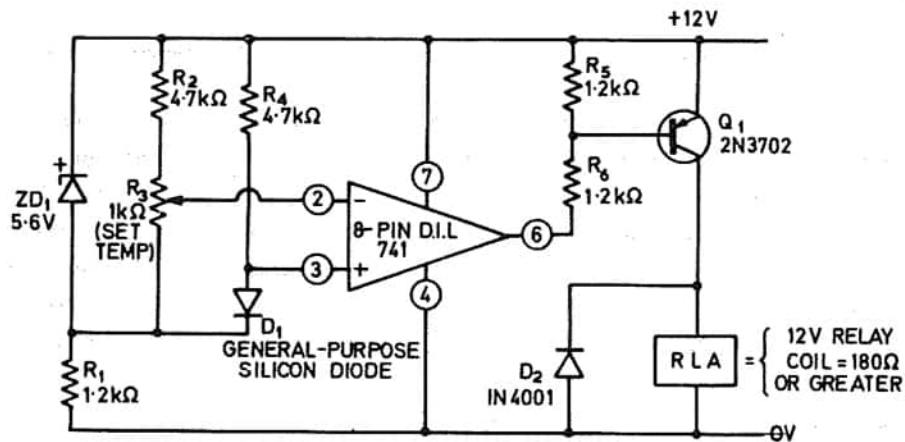 +12V
R2
4·7kΩ
R4
4·7kΩ
R5
1·2kΩ
Q1
2N3702
+
ZD1
5·6V
R3
1kΩ
(SET
TEMP)
2
-
7
8-PIN D.I.L
741
6
R6
1·2kΩ
3
+
4
D1
GENERAL-PURPOSE
SILICON DIODE
R1
1·2kΩ
D2
IN4001
RLA
= { 12V RELAY
COIL = 180Ω
OR GREATER
0V